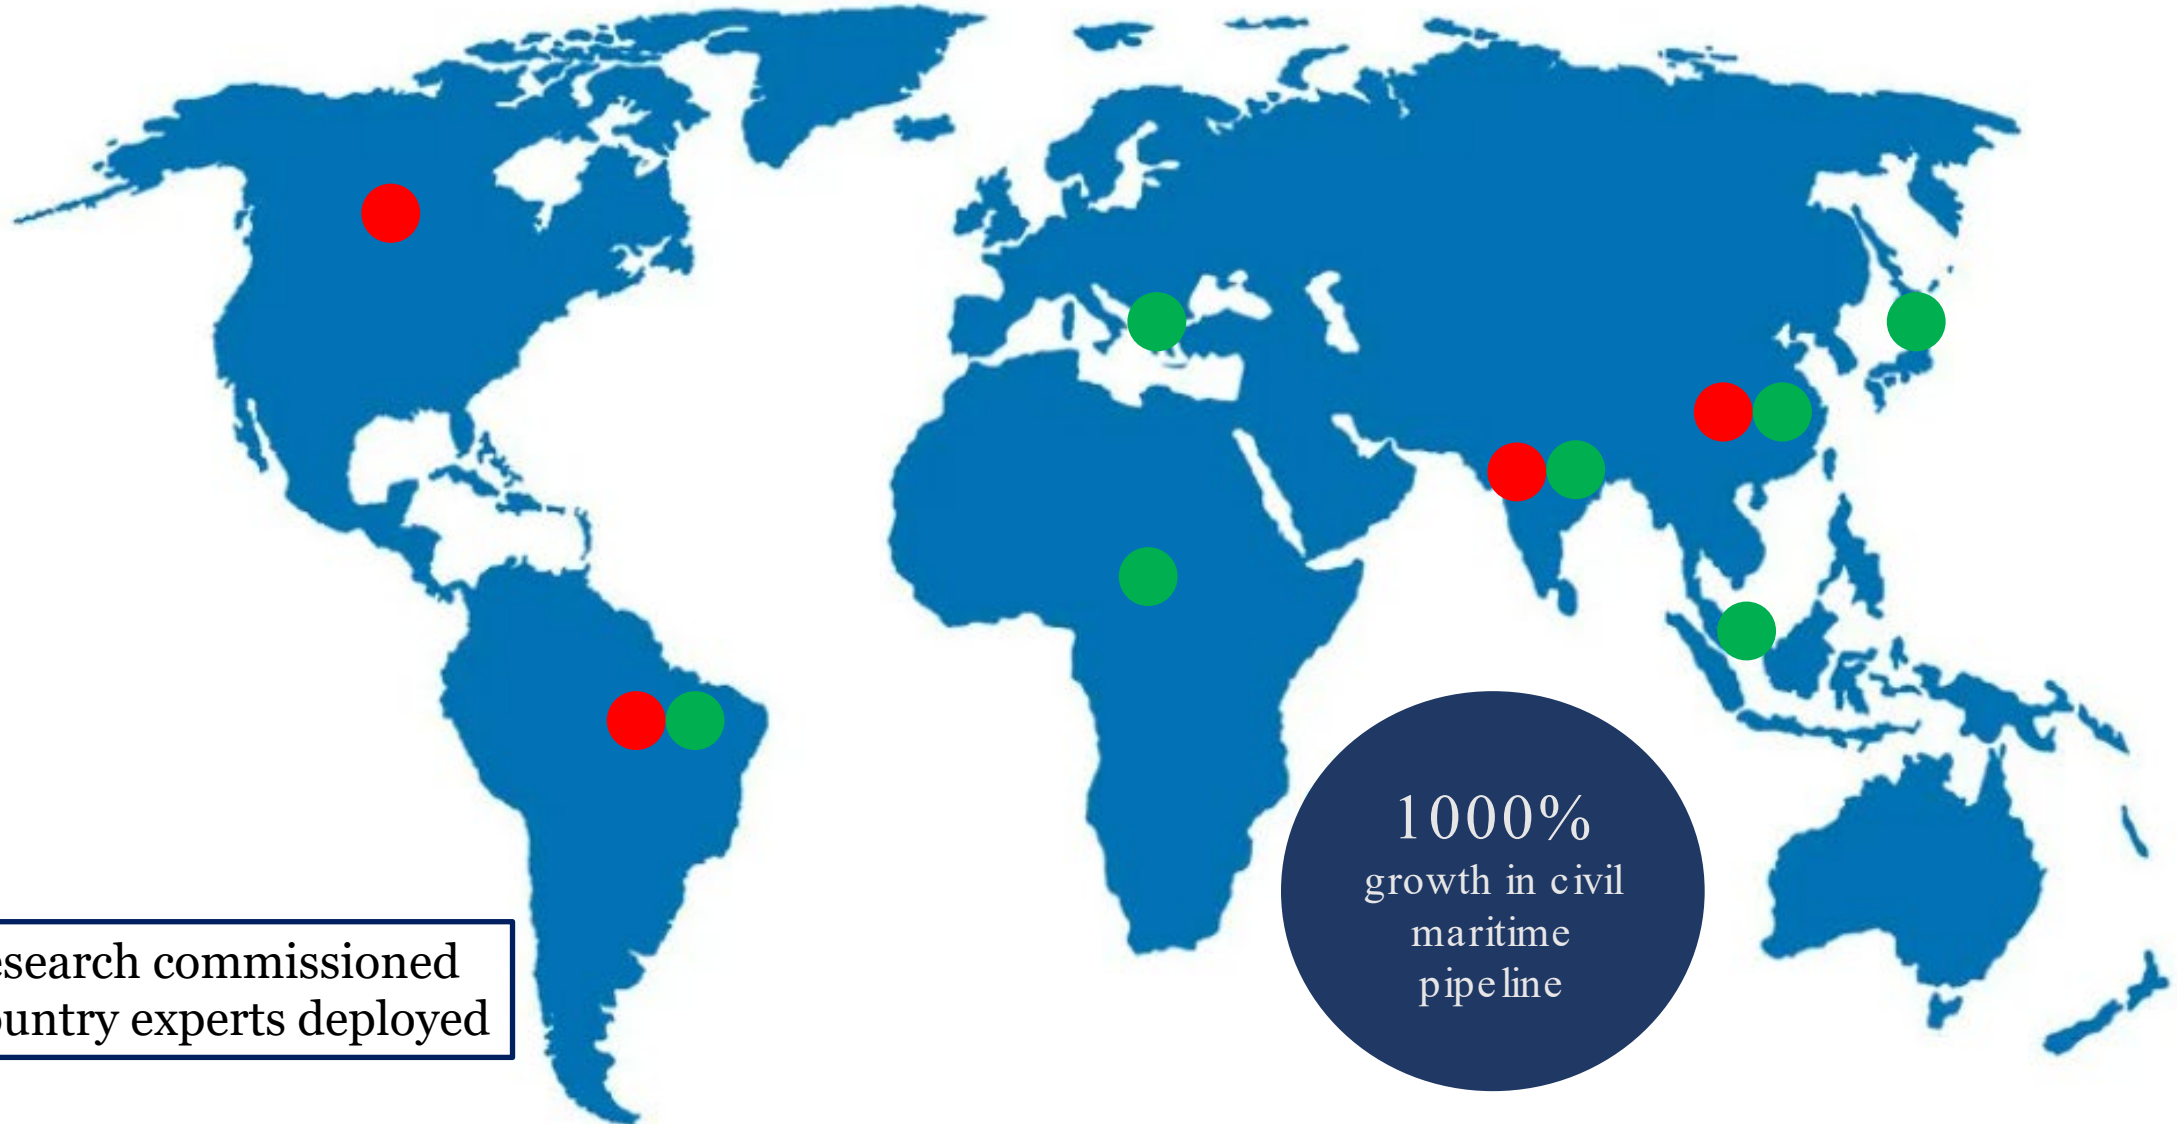 1000%
growth in civil
maritime
pipeline
esearch commissioned
untry experts deployed